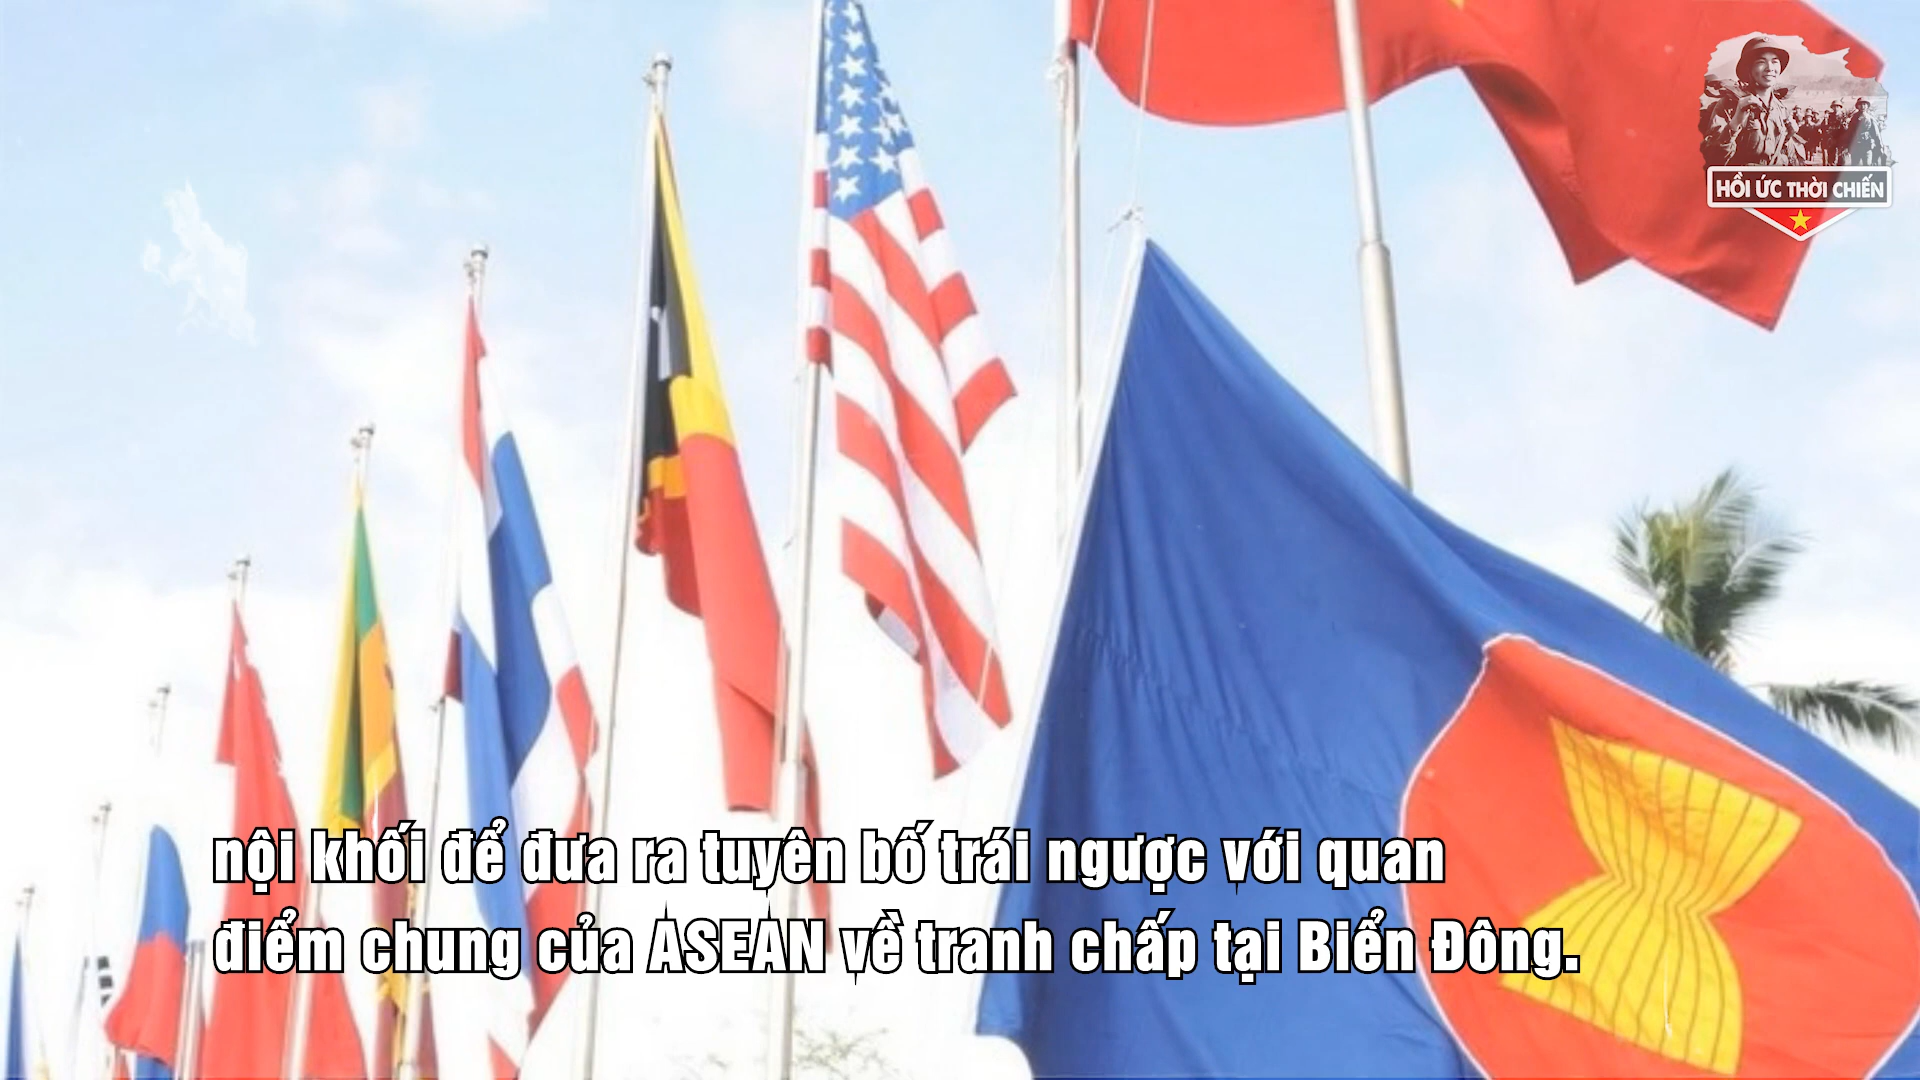 HỒI ỨC THỜI CHIẾN
nội khối để đưa ra tuyên bố trái ngược với quan
điểm chung của ASEAN về tranh chấp tại Biển Đông.